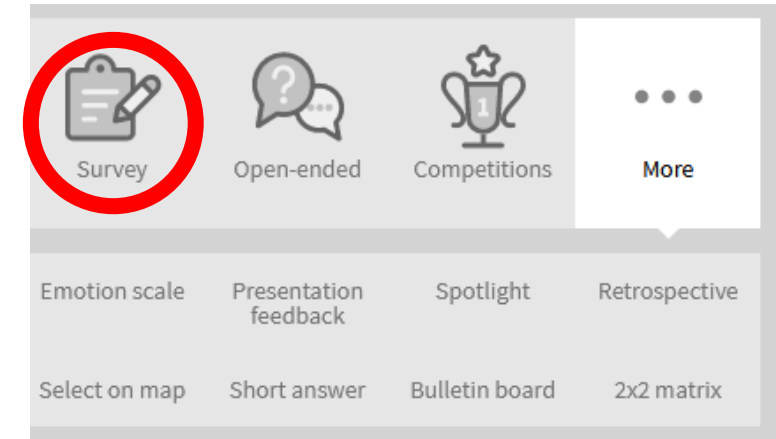 ?
1
Survey
Open-ended
Competitions
More
Emotion scale
Presentation
feedback
Spotlight
Retrospective
Select on map
Short answer
Bulletin board
2x2 matrix